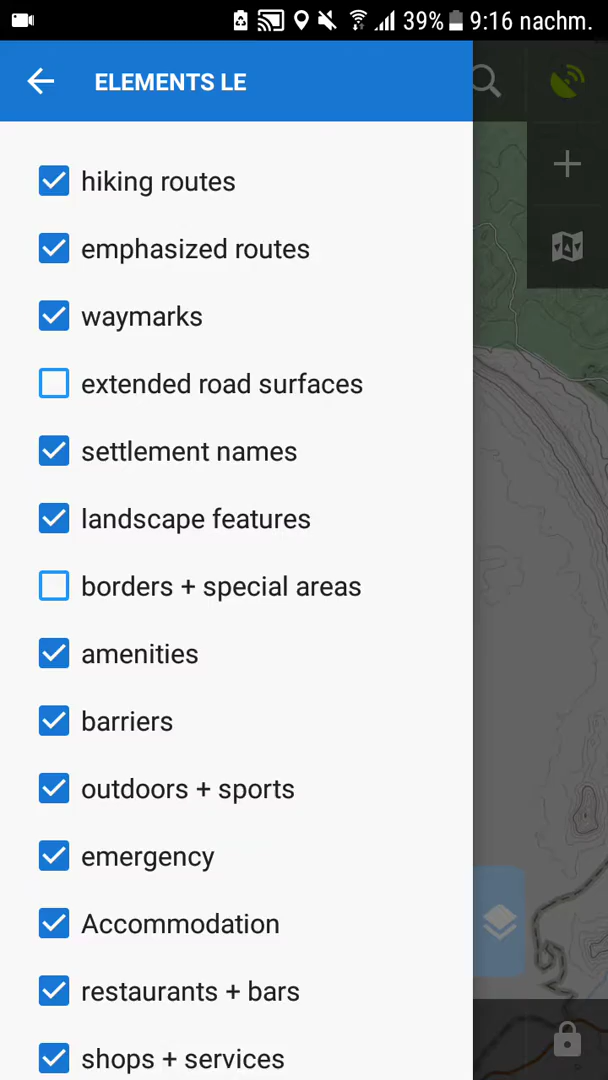 39% 9:16 nachm.
ELEMENTS LE
hiking routes
emphasized routes
waymarks
extended road surfaces
settlement names
landscape features
borders + special areas
amenities
barriers
outdoors + sports
emergency
Accommodation
restaurants + bars
shops + services